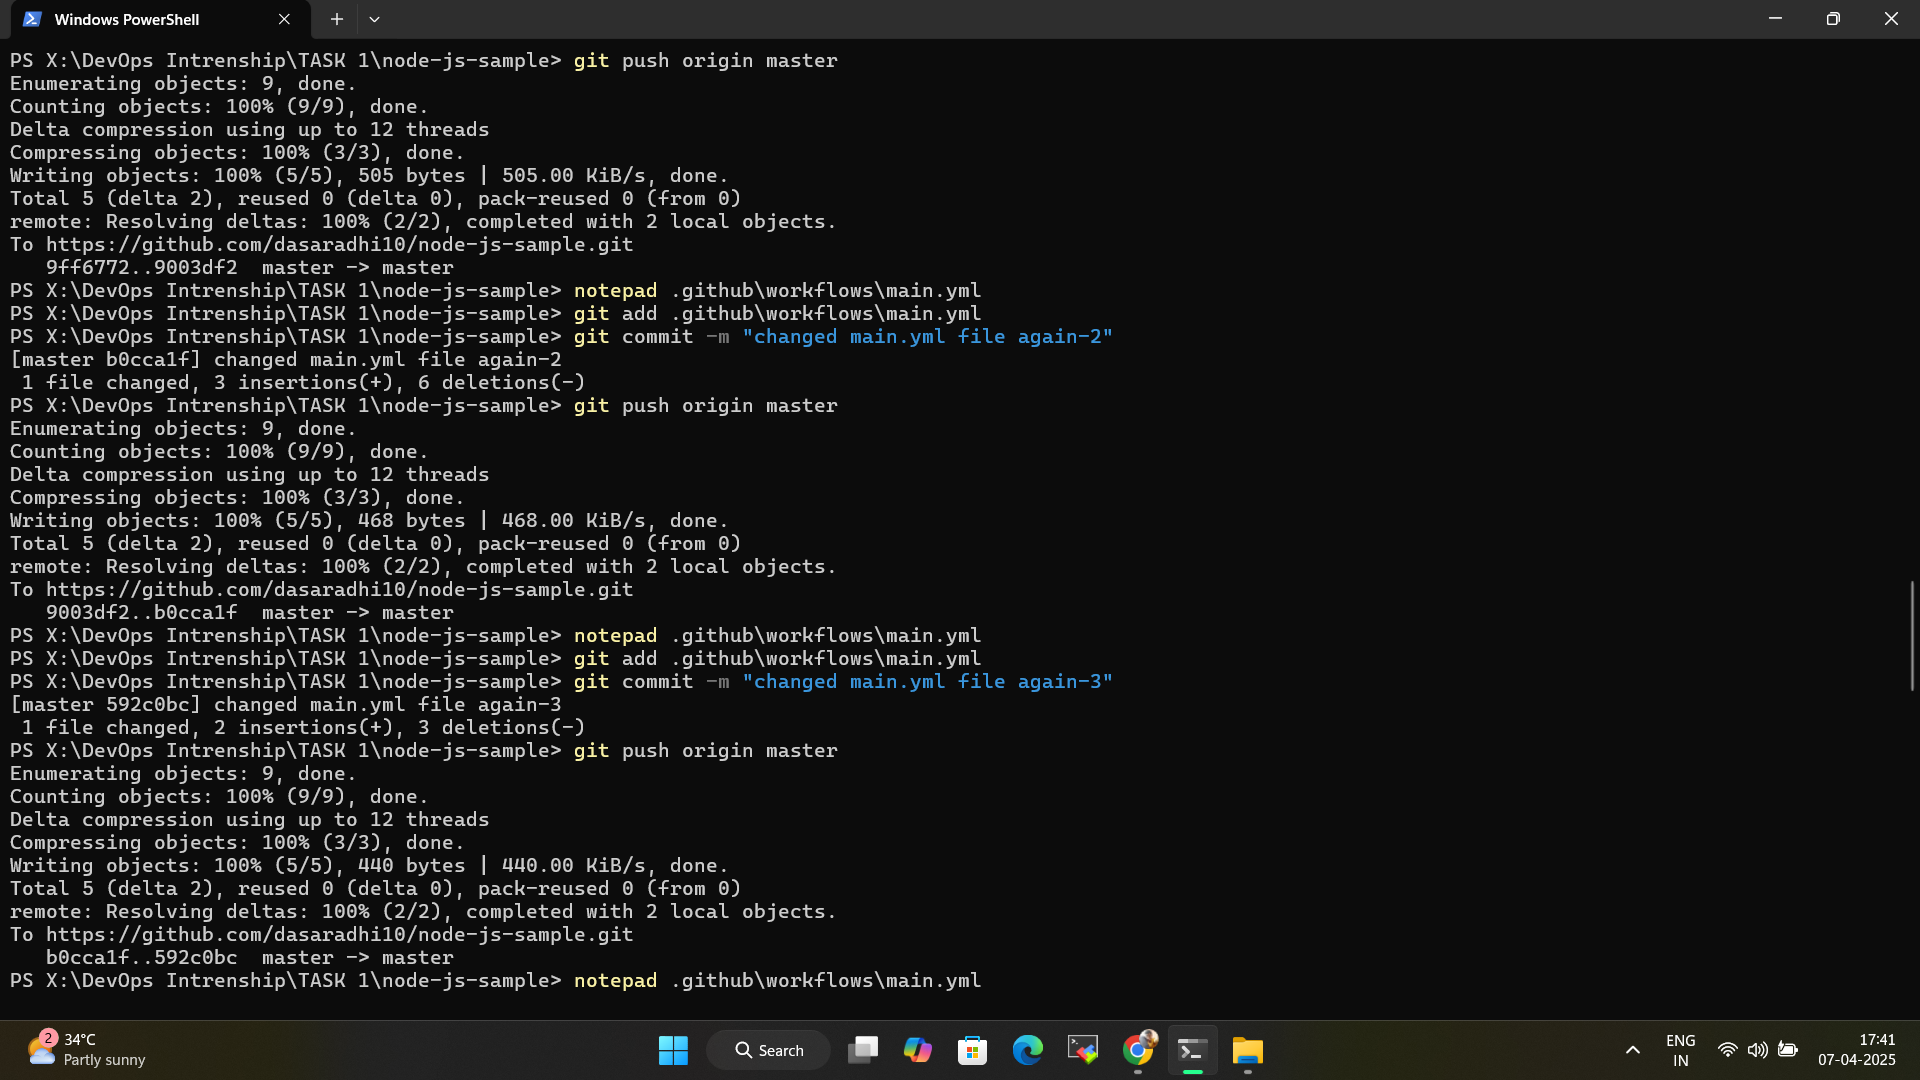 Windows PowerShell
PS X:\DevOps Intrenship\TASK 1\node-js-sample> git push origin master
Enumerating objects: 9, done.
Counting objects: 100% (9/9), done.
Delta compression using up to 12 threads
Compressing objects: 100% (3/3), done.
Writing objects: 100% (5/5), 505 bytes | 505.00 KiB/s, done.
Total 5 (delta 2), reused 0 (delta 0), pack-reused 0 (from 0)
remote: Resolving deltas: 100% (2/2), completed with 2 local objects.
To https://github.com/dasaradhi10/node-js-sample.git
9ff6772..9003df2  master -> master
PS X:\DevOps Intrenship\TASK 1\node-js-sample> notepad .github\workflows\main.yml
PS X:\DevOps Intrenship\TASK 1\node-js-sample> git add .github\workflows\main.yml
PS X:\DevOps Intrenship\TASK 1\node-js-sample> git commit -m "changed main.yml file again-2"
[master b0cca1f] changed main.yml file again-2
1 file changed, 3 insertions(+), 6 deletions(-)
PS X:\DevOps Intrenship\TASK 1\node-js-sample> git push origin master
Enumerating objects: 9, done.
Counting objects: 100% (9/9), done.
Delta compression using up to 12 threads
Compressing objects: 100% (3/3), done.
Writing objects: 100% (5/5), 468 bytes | 468.00 KiB/s, done.
Total 5 (delta 2), reused 0 (delta 0), pack-reused 0 (from 0)
remote: Resolving deltas: 100% (2/2), completed with 2 local objects.
To https://github.com/dasaradhi10/node-js-sample.git
9003df2..b0cca1f  master -> master
PS X:\DevOps Intrenship\TASK 1\node-js-sample> notepad .github\workflows\main.yml
PS X:\DevOps Intrenship\TASK 1\node-js-sample> git add .github\workflows\main.yml
PS X:\DevOps Intrenship\TASK 1\node-js-sample> git commit -m "changed main.yml file again-3"
[master 592c0bc] changed main.yml file again-3
1 file changed, 2 insertions(+), 3 deletions(-)
PS X:\DevOps Intrenship\TASK 1\node-js-sample> git push origin master
Enumerating objects: 9, done.
Counting objects: 100% (9/9), done.
Delta compression using up to 12 threads
Compressing objects: 100% (3/3), done.
Writing objects: 100% (5/5), 440 bytes | 440.00 KiB/s, done.
Total 5 (delta 2), reused 0 (delta 0), pack-reused 0 (from 0)
remote: Resolving deltas: 100% (2/2), completed with 2 local objects.
To https://github.com/dasaradhi10/node-js-sample.git
b0cca1f..592c0bc  master -> master
PS X:\DevOps Intrenship\TASK 1\node-js-sample> notepad .github\workflows\main.yml
2
34°C
Partly sunny
Search
ENG
IN
17:41
07-04-2025